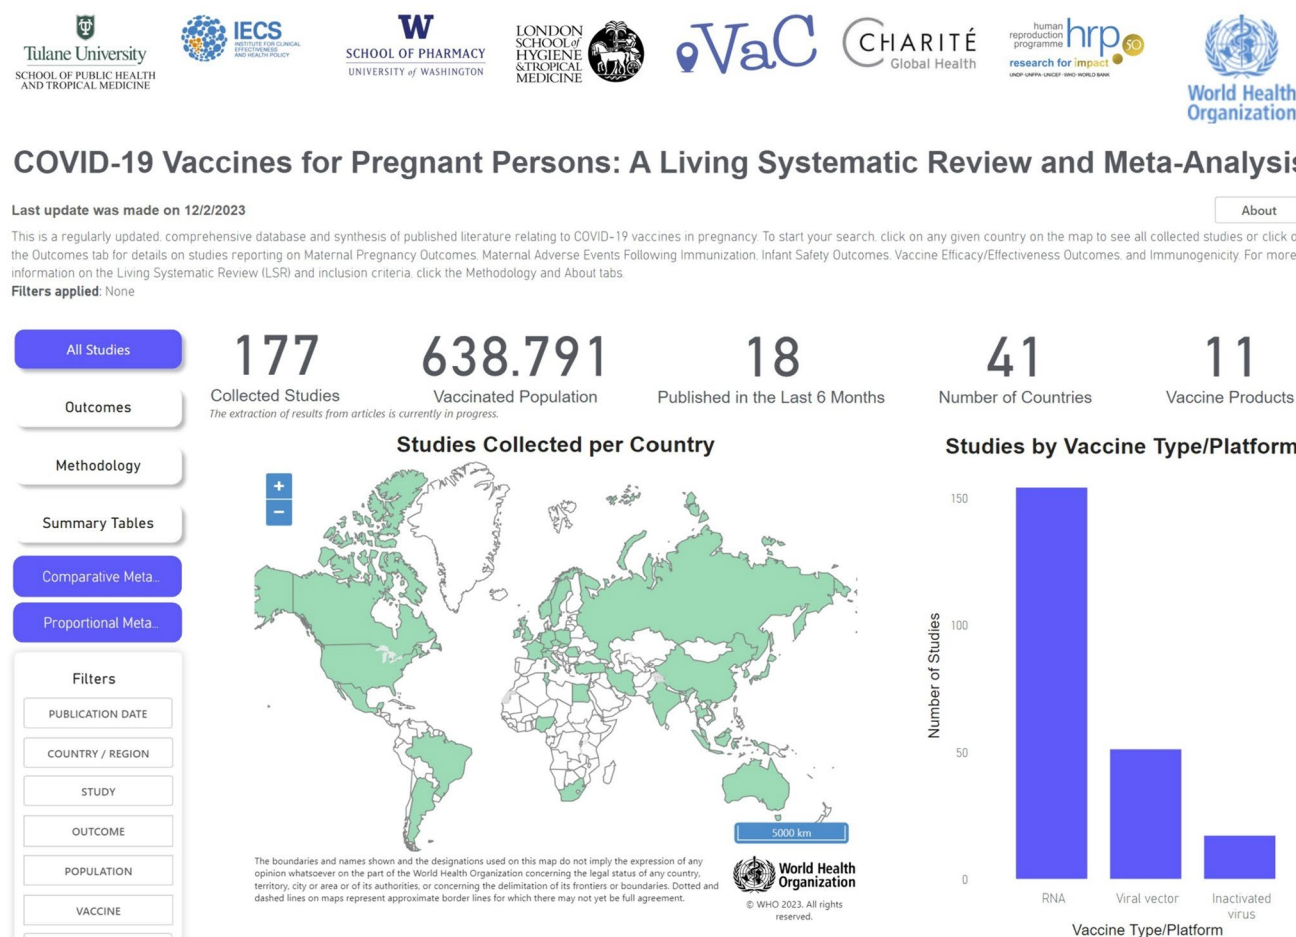 Tulane University
SCHOOL OF PUBLIC HEALTH
AND TROPICAL MEDICINE
IECS
INSTITUTE FOR CLINICAL
EFFECTIVENESS
AND HEALTH POLICY
W
SCHOOL OF PHARMACY
UNIVERSITY of WASHINGTON
LONDON
SCHOOL of
HYGIENE
& TROPICAL
MEDICINE
VaC
CHARITÉ
Global Health
human
reproduction
programme
hrp
50
research for impact
UNDP·UNFPA·UNICEF·WHO·WORLD BANK
World Health
Organization
COVID-19 Vaccines for Pregnant Persons: A Living Systematic Review and Meta-Analysis
Last update was made on 12/2/2023
About
This is a regularly updated, comprehensive database and synthesis of published literature relating to COVID-19 vaccines in pregnancy. To start your search, click on any given country on the map to see all collected studies or click o
the Outcomes tab for details on studies reporting on Maternal Pregnancy Outcomes, Maternal Adverse Events Following Immunization, Infant Safety Outcomes, Vaccine Efficacy/Effectiveness Outcomes, and Immunogenicity. For more
information on the Living Systematic Review (LSR) and inclusion criteria, click the Methodology and About tabs.
Filters applied: None
All Studies
Outcomes
Methodology
Summary Tables
Comparative Meta...
Proportional Meta...
Filters
PUBLICATION DATE
COUNTRY / REGION
STUDY
OUTCOME
POPULATION
VACCINE
177
Collected Studies
The extraction of results from articles is currently in progress.
638.791
Vaccinated Population
18
Published in the Last 6 Months
41
Number of Countries
11
Vaccine Products
Studies Collected per Country
+
−
5000 km
The boundaries and names shown and the designations used on this map do not imply the expression of any
opinion whatsoever on the part of the World Health Organization concerning the legal status of any country,
territory, city or area or of its authorities, or concerning the delimitation of its frontiers or boundaries. Dotted and
dashed lines on maps represent approximate border lines for which there may not yet be full agreement.
World Health
Organization
© WHO 2023. All rights
reserved.
Studies by Vaccine Type/Platform
Number of Studies
150
100
50
0
RNA
Viral vector
Inactivated
virus
Vaccine Type/Platform